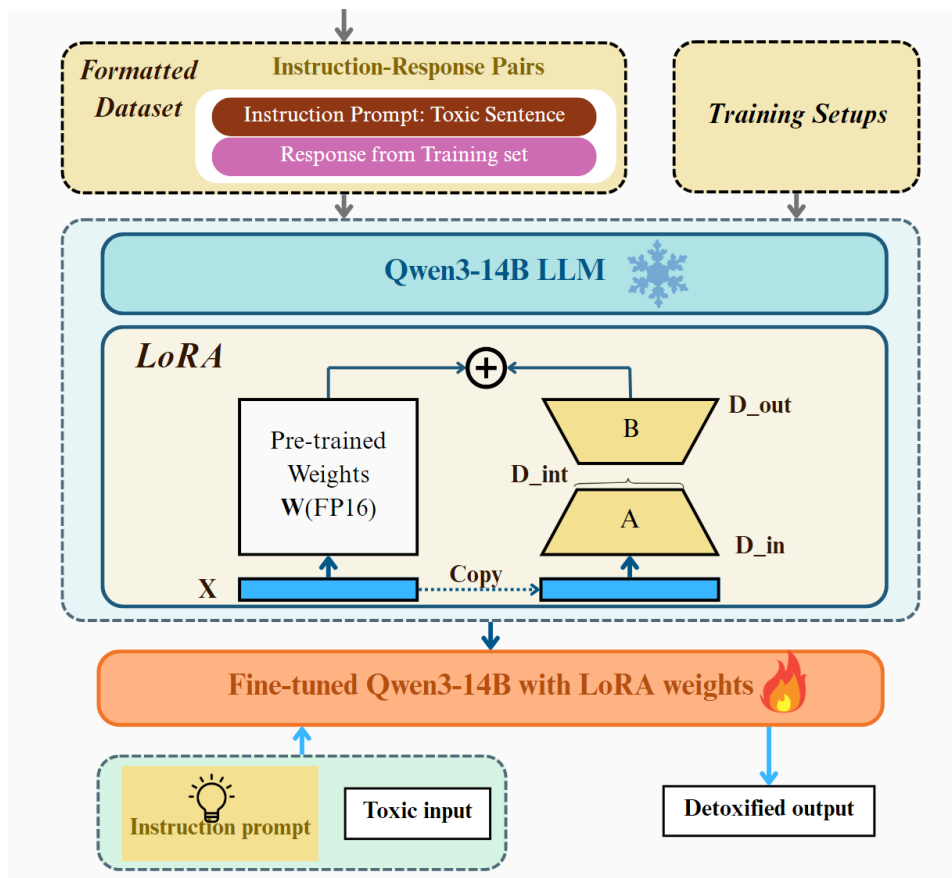 Formatted
Dataset
Instruction-Response Pairs
Instruction Prompt: Toxic Sentence
Response from Training set
Training Setups
Qwen3-14B LLM
LoRA
Pre-trained
Weights
W(FP16)
B
D_out
D_int
A
D_in
X
Copy
Fine-tuned Qwen3-14B with LoRA weights
Instruction prompt
Toxic input
Detoxified output